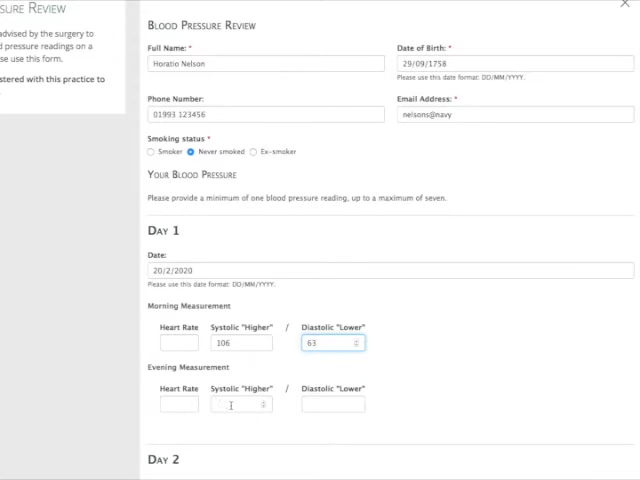 SSURE REVIEW
advised by the surgery to
d pressure readings on a
se use this form.
stered with this practice to
BLOOD PRESSURE REVIEW
Full Name: *
Date of Birth: *
Horatio Nelson
29/09/1758
Please use this date format: DD/MM/YYYY.
Phone Number:
Email Address: *
01993 123456
nelsons@navy
Smoking status *
Smoker Never smoked Ex-smoker
YOUR BLOOD PRESSURE
Please provide a minimum of one blood pressure reading, up to a maximum of seven.
DAY 1
Date:
20/2/2020
Please use this date format: DD/MM/YYYY.
Morning Measurement
Heart Rate Systolic "Higher" / Diastolic "Lower"
106 63
Evening Measurement
Heart Rate Systolic "Higher" / Diastolic "Lower"
DAY 2